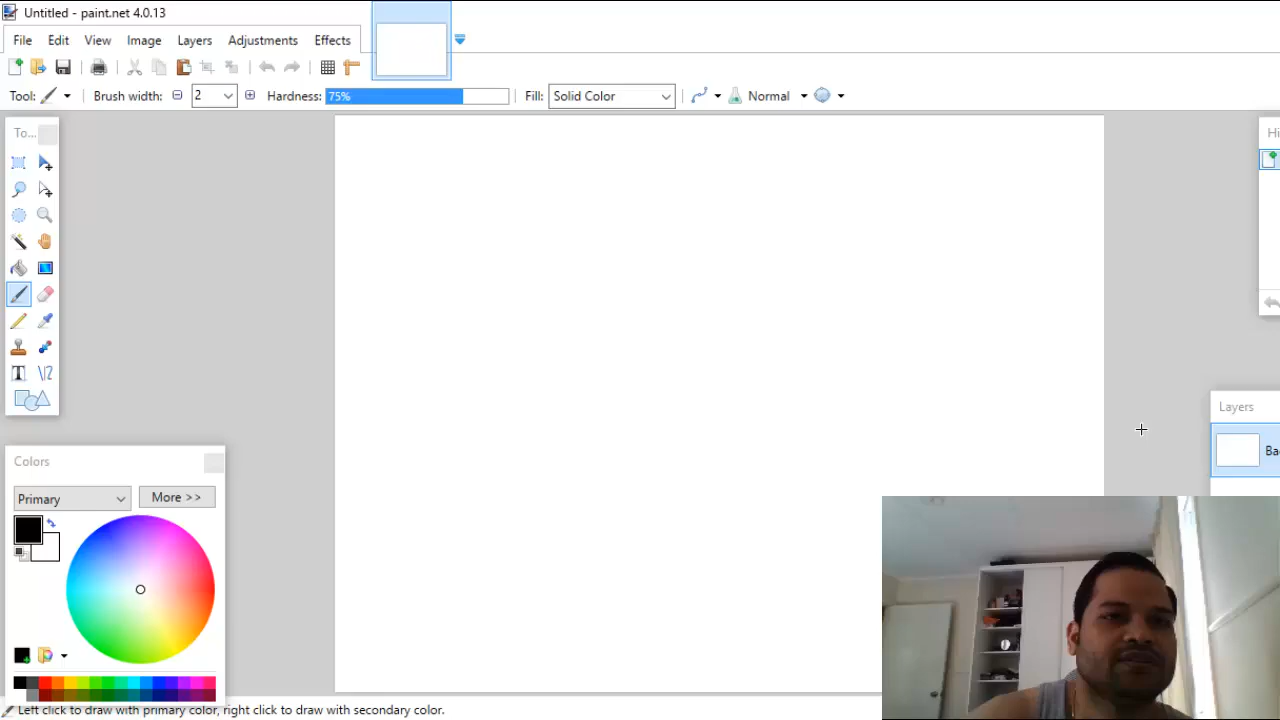 Untitled - paint.net 4.0.13
File Edit View Image Layers Adjustments Effects
Tool: Brush width: 2 Hardness: 75% Fill: Solid Color Normal
To...
Hi
Layers
Ba
Colors
Primary More >>
Left click to draw with primary color, right click to draw with secondary color.